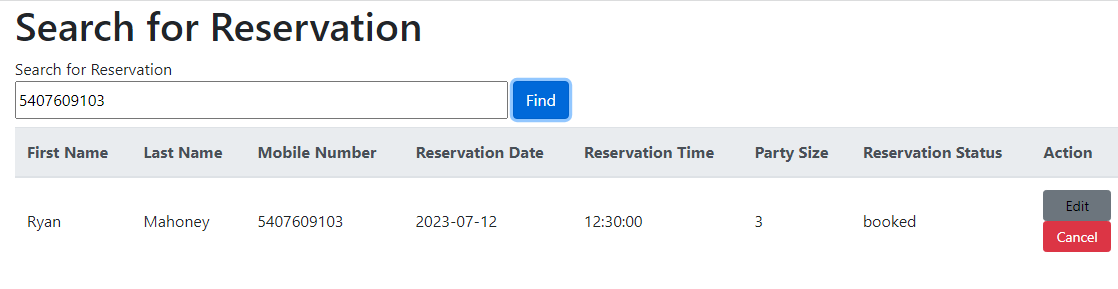 Search for Reservation
Search for Reservation
5407609103 Find
First Name Last Name Mobile Number Reservation Date Reservation Time Party Size Reservation Status Action
Ryan Mahoney 5407609103 2023-07-12 12:30:00 3 booked Edit
Cancel